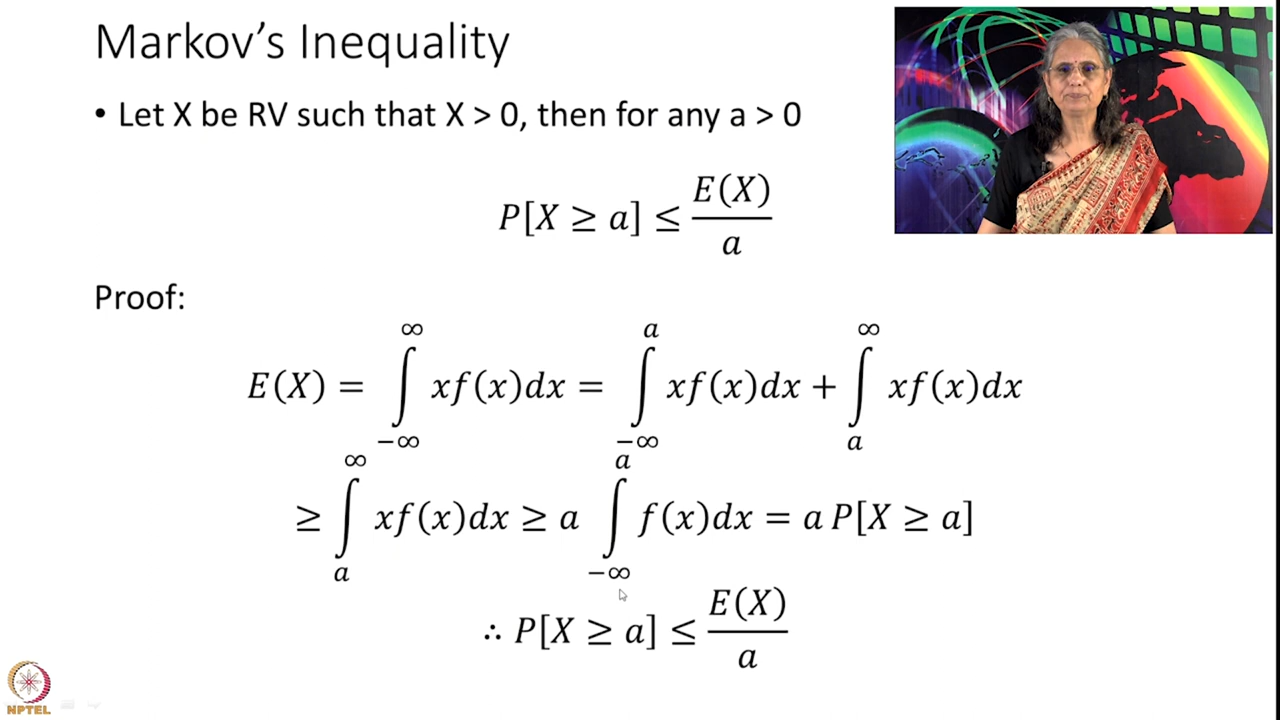 Markov's Inequality
• Let X be RV such that X > 0, then for any a > 0
P[X ≥ a] ≤ E(X)/a
Proof:
E(X) = ∫_{-∞}^{∞} xf(x)dx = ∫_{-∞}^{a} xf(x)dx + ∫_{a}^{∞} xf(x)dx
≥ ∫_{a}^{∞} xf(x)dx ≥ a ∫_{-∞}^{a} f(x)dx = a P[X ≥ a]
∴ P[X ≥ a] ≤ E(X)/a
NPTEL